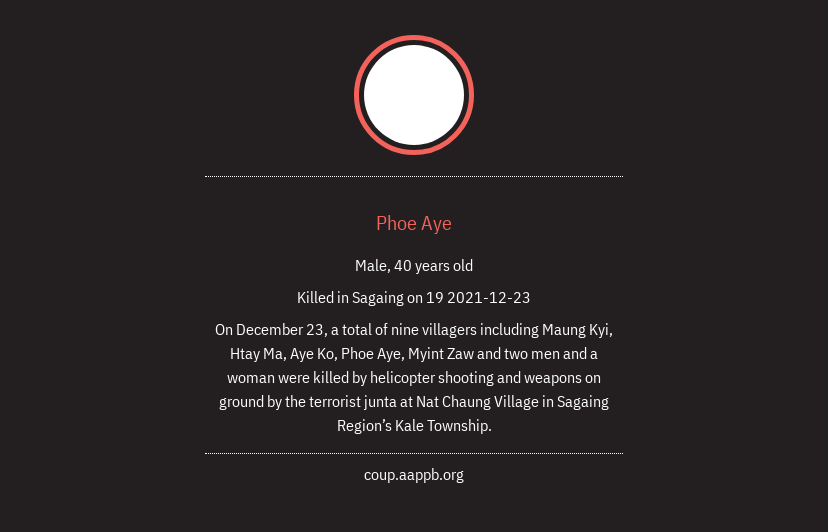 Phoe Aye
Male, 40 years old
Killed in Sagaing on 19 2021-12-23
On December 23, a total of nine villagers including Maung Kyi,
Htay Ma, Aye Ko, Phoe Aye, Myint Zaw and two men and a
woman were killed by helicopter shooting and weapons on
ground by the terrorist junta at Nat Chaung Village in Sagaing
Region’s Kale Township.
coup.aappb.org